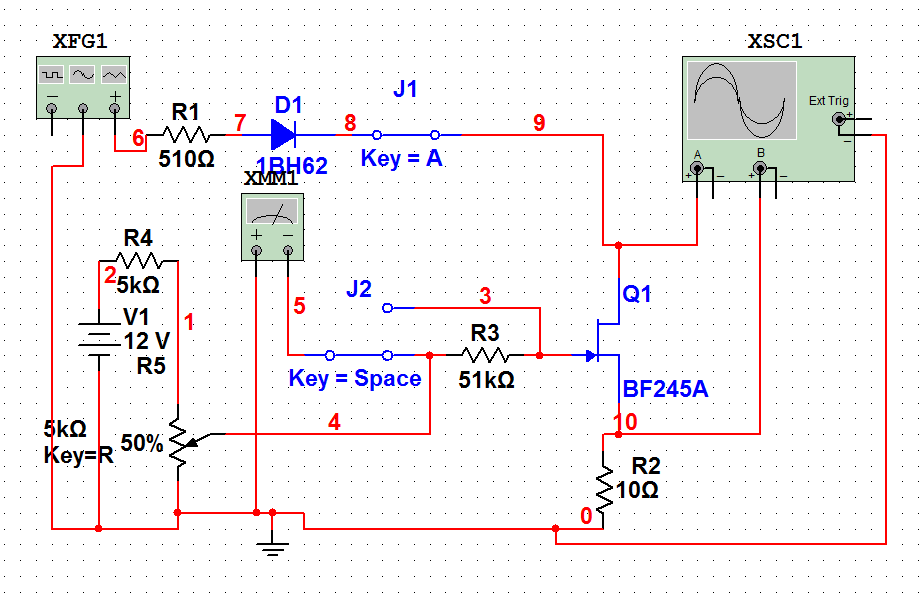 XFG1
XSC1
R1
D1
J1
Ext Trig
6
7
8
9
510Ω
1BH62
Key = A
A
B
XMM1
R4
2
5kΩ
J2
3
Q1
V1
12 V
1
5
R3
R5
Key = Space
51kΩ
BF245A
5kΩ
Key=R
50%
4
10
R2
10Ω
0